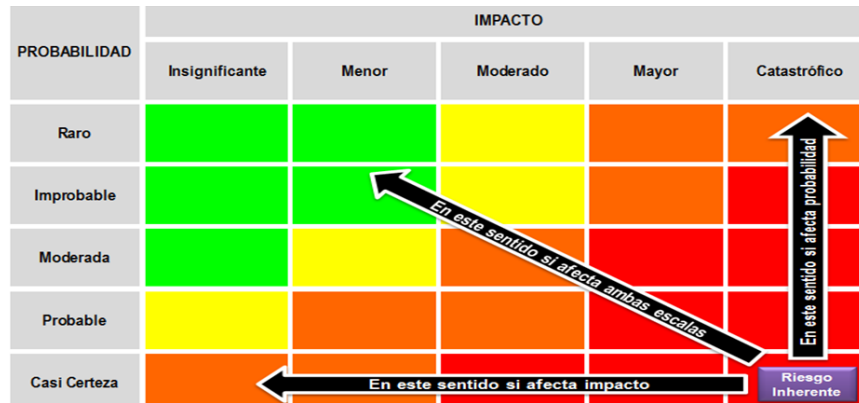 PROBABILIDAD
IMPACTO
Insignificante
Menor
Moderado
Mayor
Catastrófico
Raro
Improbable
Moderada
Probable
Casi Certeza
En este sentido si afecta probabilidad
En este sentido si afecta ambas escalas
En este sentido si afecta impacto
Riesgo
Inherente